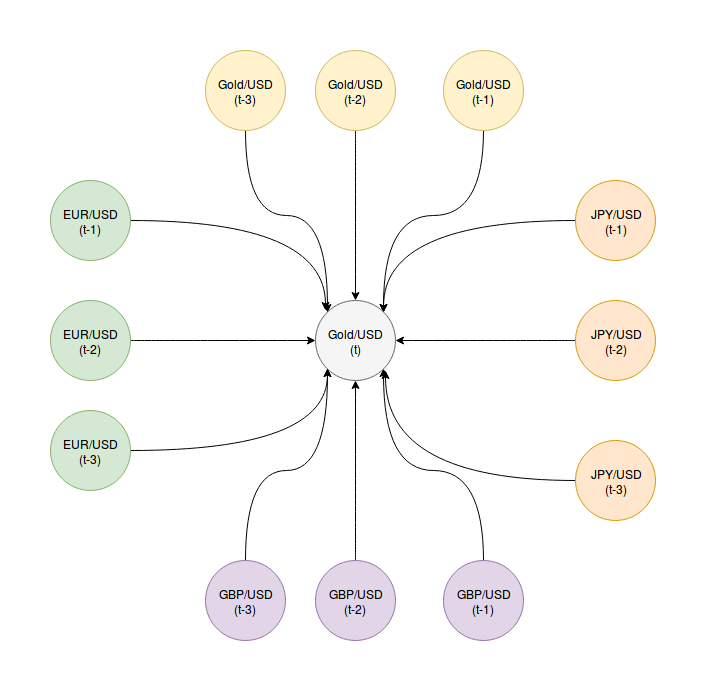 Gold/USD
(t-3)
Gold/USD
(t-2)
Gold/USD
(t-1)
EUR/USD
(t-1)
JPY/USD
(t-1)
EUR/USD
(t-2)
Gold/USD
(t)
JPY/USD
(t-2)
EUR/USD
(t-3)
JPY/USD
(t-3)
GBP/USD
(t-3)
GBP/USD
(t-2)
GBP/USD
(t-1)